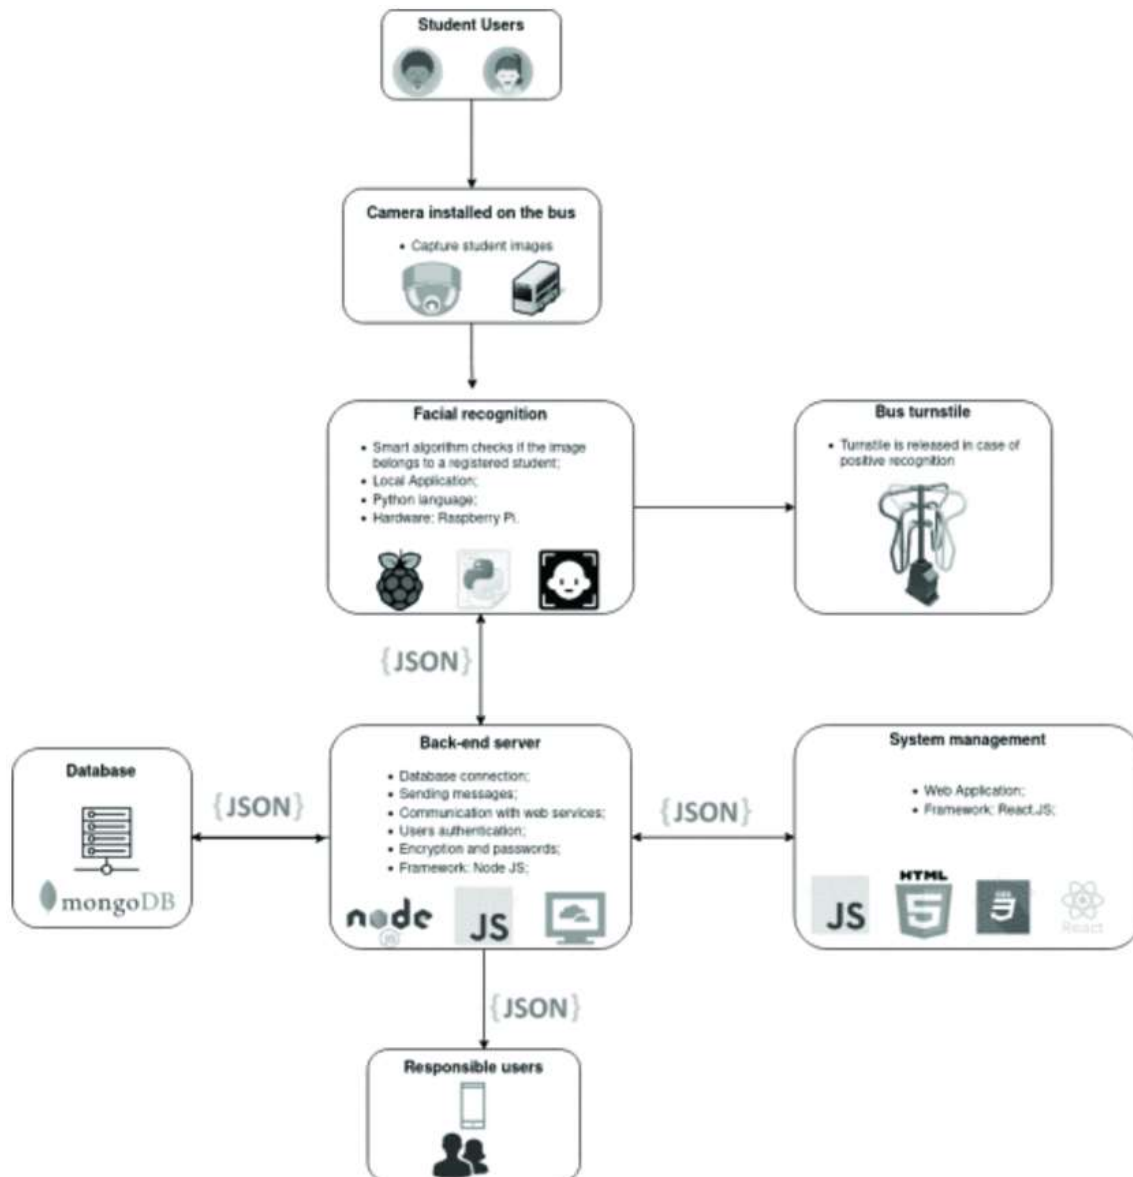 Student Users
Camera installed on the bus
• Capture student images
Facial recognition
• Smart algorithm checks if the image
belongs to a registered student;
• Local Application;
• Python language;
• Hardware: Raspberry Pi.
Bus turnstile
• Turnstile is released in case of
positive recognition
{JSON}
Back-end server
• Database connection;
• Sending messages;
• Communication with web services;
• Users authentication;
• Encryption and passwords;
• Framework: Node JS;
node
JS
JS
System management
• Web Application;
• Framework: React.JS;
JS
HTML
5
CSS
3
React
Database
mongoDB
{JSON}
{JSON}
{JSON}
Responsible users